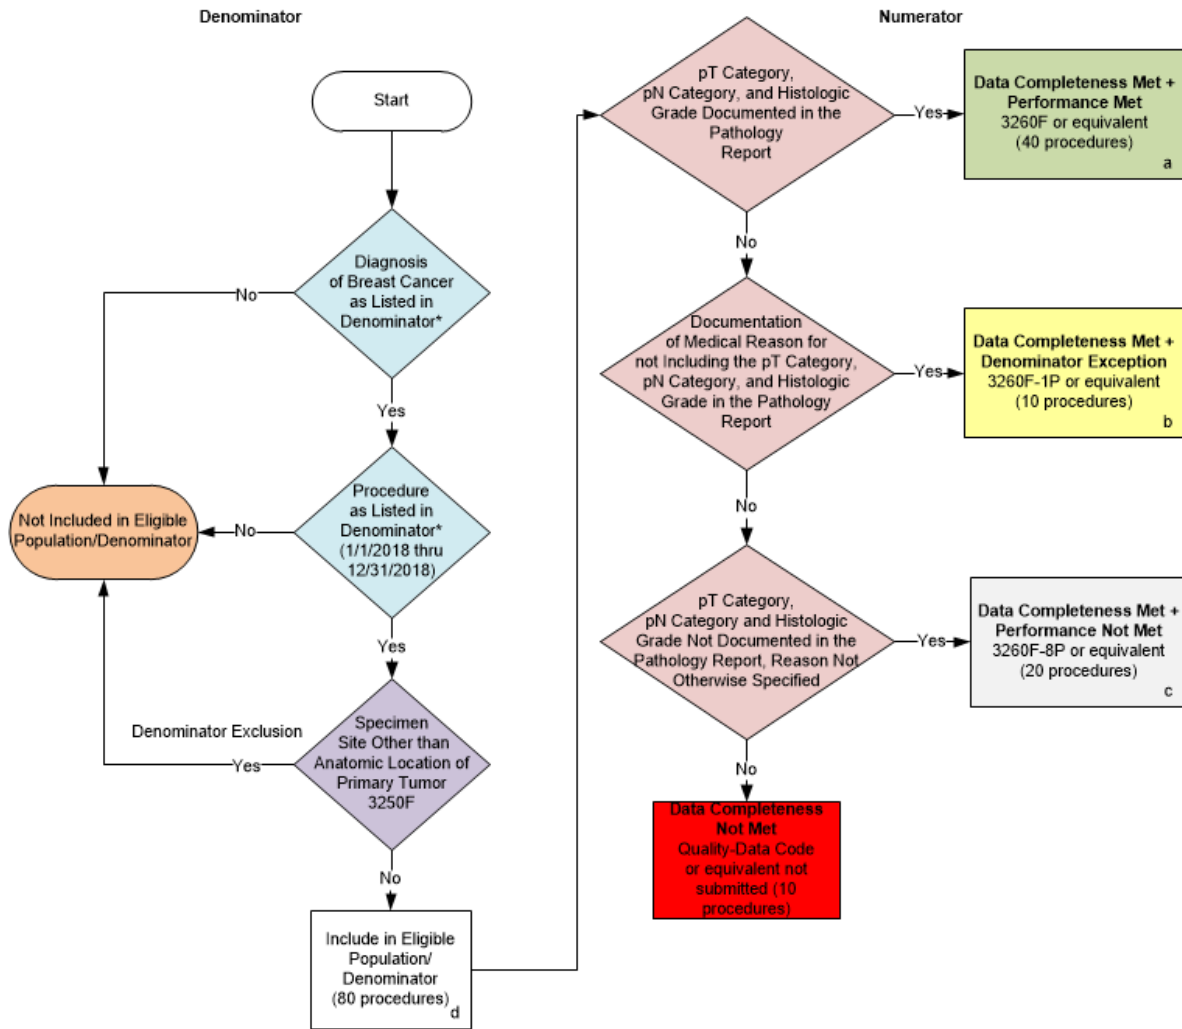 Denominator
Start
Diagnosis
of Breast Cancer
as Listed in
Denominator*
No
Yes
Procedure
as Listed in
Denominator*
(1/1/2018 thru
12/31/2018)
No
Not Included in Eligible
Population/Denominator
Yes
Denominator Exclusion
Specimen
Site Other than
Anatomic Location of
Primary Tumor
3250F
Yes
No
Include in Eligible
Population/
Denominator
(80 procedures)
d
Numerator
pT Category,
pN Category, and Histologic
Grade Documented in the
Pathology
Report
Yes
Data Completeness Met +
Performance Met
3260F or equivalent
(40 procedures)
a
No
Documentation
of Medical Reason for
not Including the pT Category,
pN Category, and Histologic
Grade in the Pathology
Report
Yes
Data Completeness Met +
Denominator Exception
3260F-1P or equivalent
(10 procedures)
b
No
pT Category,
pN Category and Histologic
Grade Not Documented in the
Pathology Report, Reason Not
Otherwise Specified
Yes
Data Completeness Met +
Performance Not Met
3260F-8P or equivalent
(20 procedures)
c
No
Data Completeness
Not Met
Quality-Data Code
or equivalent not
submitted (10
procedures)